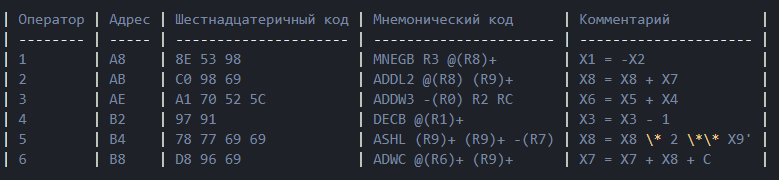 | Оператор | Адрес | Шестнадцатеричный код | Мнемонический код | Комментарий |
| -------- | ----- | --------------------- | ---------------------- | --------------------- |
| 1 | A8 | 8E 53 98 | MNEGB R3 @(R8)+ | X1 = -X2 |
| 2 | AB | C0 98 69 | ADDL2 @(R8) (R9)+ | X8 = X8 + X7 |
| 3 | AE | A1 70 52 5C | ADDW3 -(R0) R2 RC | X6 = X5 + X4 |
| 4 | B2 | 97 91 | DECB @(R1)+ | X3 = X3 - 1 |
| 5 | B4 | 78 77 69 69 | ASHL (R9)+ (R9)+ -(R7) | X8 = X8 \* 2 \*\* X9' |
| 6 | B8 | D8 96 69 | ADWC @(R6)+ (R9)+ | X7 = X7 + X8 + C |